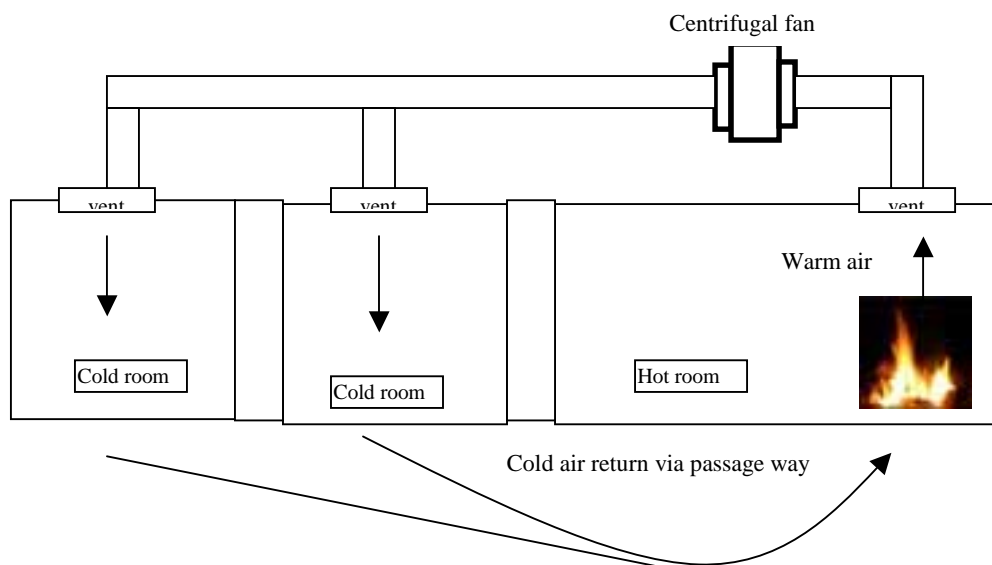 Centrifugal fan
vent
vent
vent
Warm air
Cold room
Cold room
Hot room
Cold air return via passage way